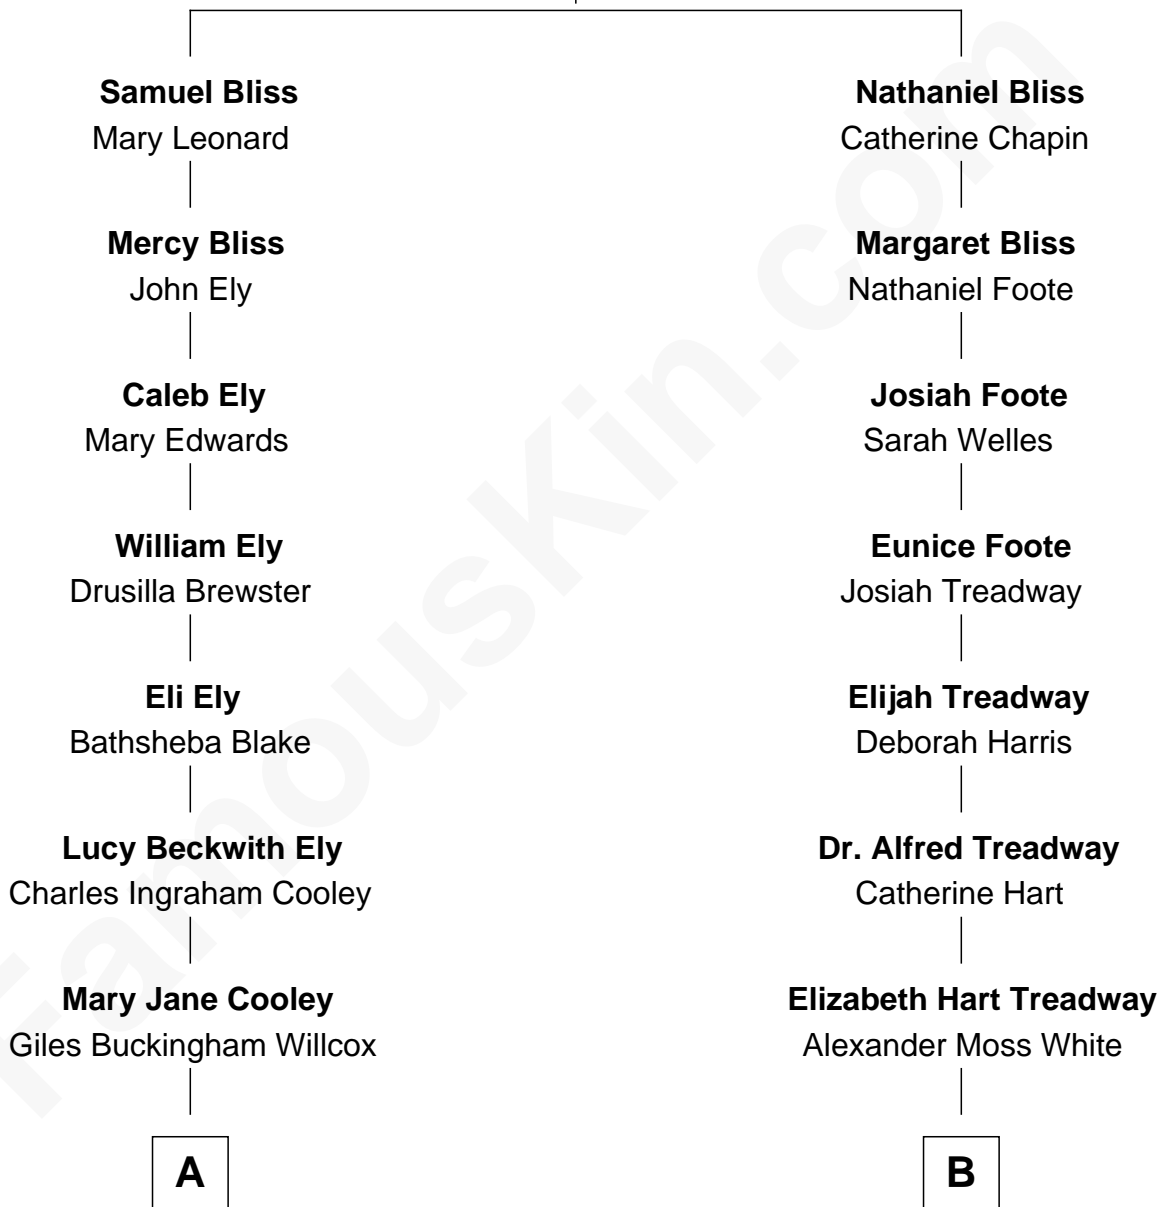 Samuel Bliss
Mary Leonard
Mercy Bliss
John Ely
Caleb Ely
Mary Edwards
William Ely
Drusilla Brewster
Eli Ely
Bathsheba Blake
Lucy Beckwith Ely
Charles Ingraham Cooley
Mary Jane Cooley
Giles Buckingham Willcox
A
Nathaniel Bliss
Catherine Chapin
Margaret Bliss
Nathaniel Foote
Josiah Foote
Sarah Welles
Eunice Foote
Josiah Treadway
Elijah Treadway
Deborah Harris
Dr. Alfred Treadway
Catherine Hart
Elizabeth Hart Treadway
Alexander Moss White
B
FamousKin.com